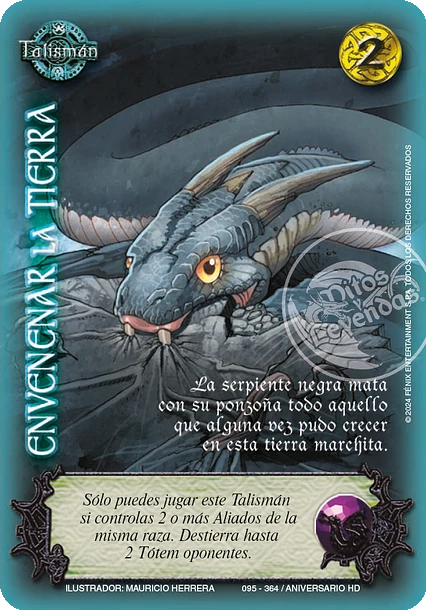 Talismán
2
ENVENENAR LA TIERRA
© 2024 FÉNIX ENTERTAINMENT S.P.A. TODOS LOS DERECHOS RESERVADOS
Mitos
y
Leyendas
La serpiente negra mata
con su ponzoña todo aquello
que alguna vez pudo crecer
en esta tierra marchita.
Sólo puedes jugar este Talismán
si controlas 2 o más Aliados de la
misma raza. Destierra hasta
2 Tótem oponentes.
ILUSTRADOR: MAURICIO HERRERA 095 - 364 / ANIVERSARIO HD